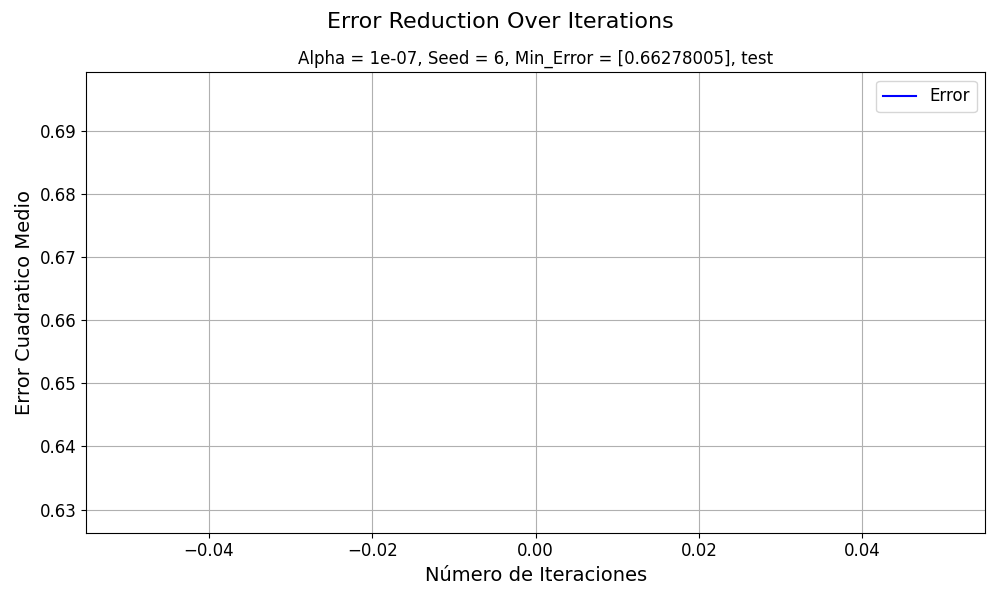 Error Reduction Over Iterations
Alpha = 1e-07, Seed = 6, Min_Error = [0.66278005], test
Error
Error Cuadratico Medio
0.69
0.68
0.67
0.66
0.65
0.64
0.63
−0.04
−0.02
0.00
0.02
0.04
Número de Iteraciones